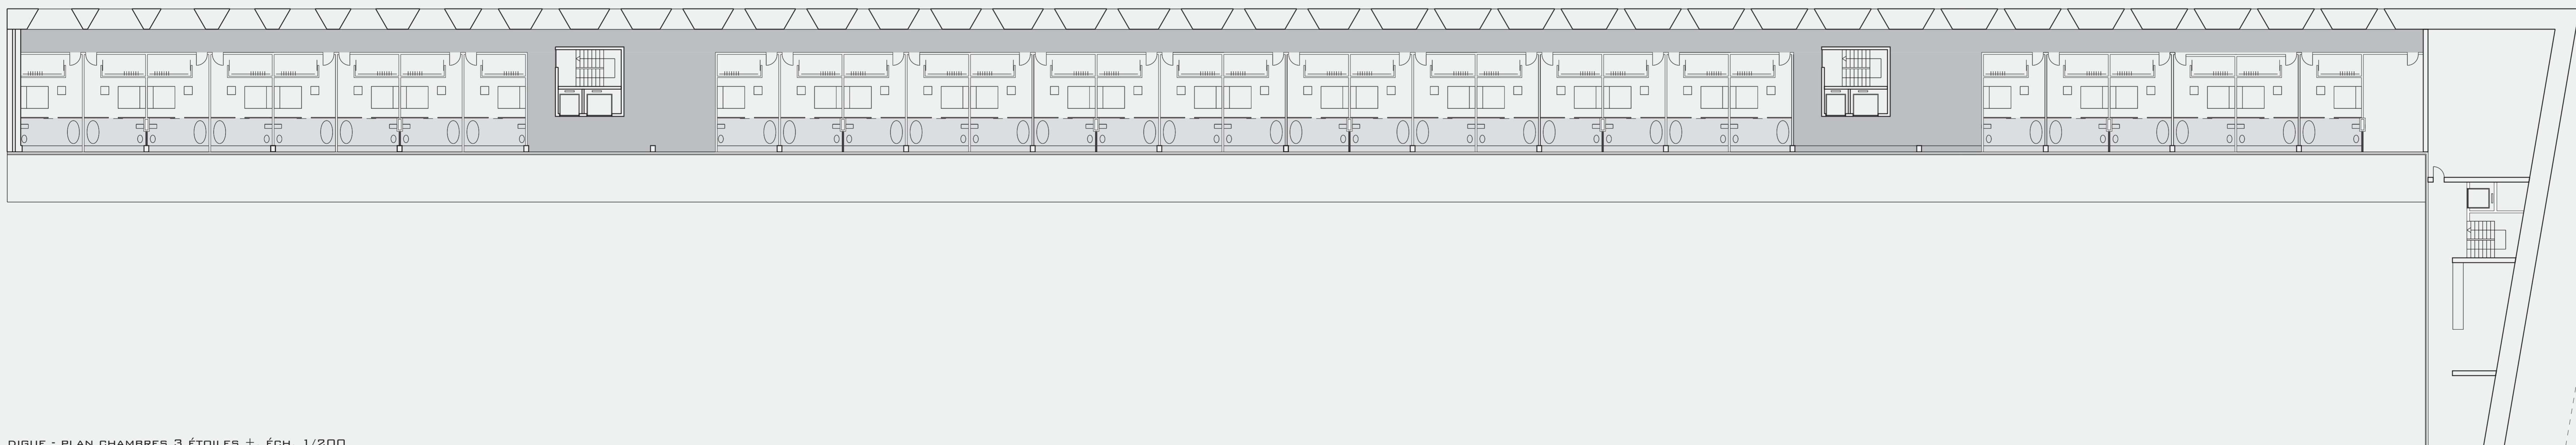 DIGUE - PLAN CHAMBRES 3 ÉTOILES + ÉCH. 1/200